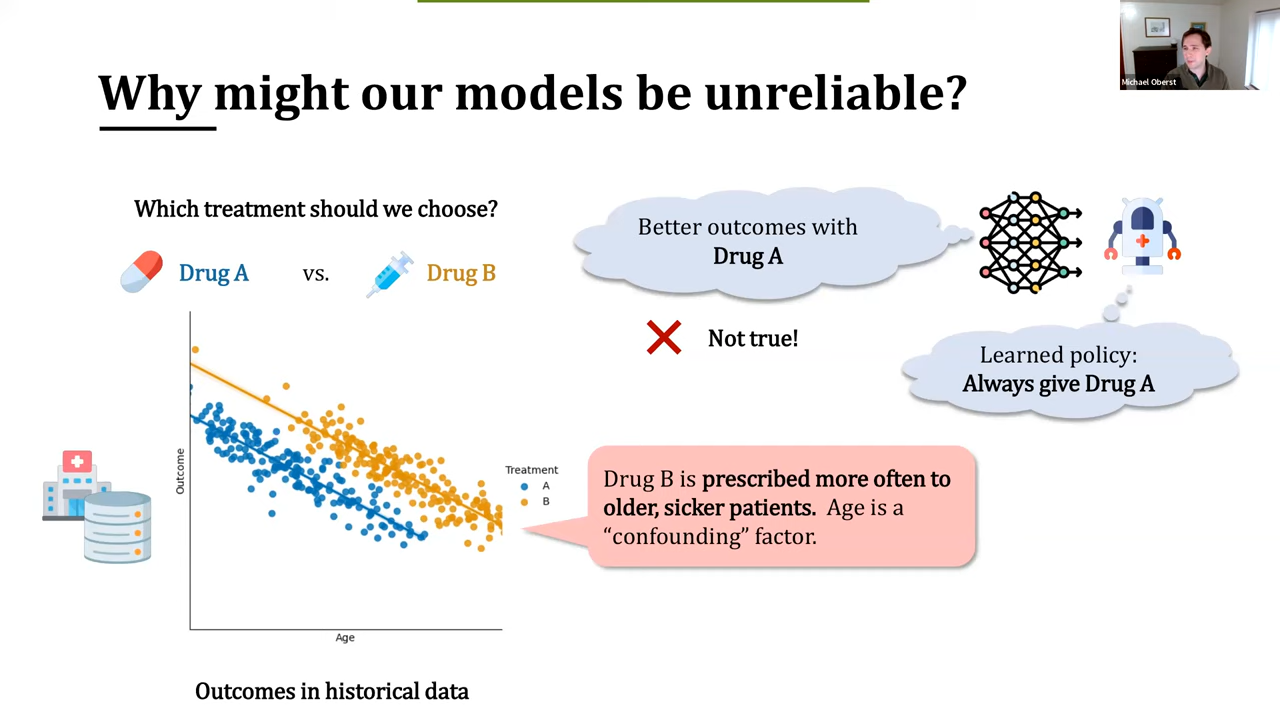 Michael Oberst
Why might our models be unreliable?
Which treatment should we choose?
Drug A vs. Drug B
Better outcomes with
Drug A
Not true!
Learned policy:
Always give Drug A
Outcome
Age
Treatment
A
B
Drug B is prescribed more often to
older, sicker patients. Age is a
“confounding” factor.
Outcomes in historical data